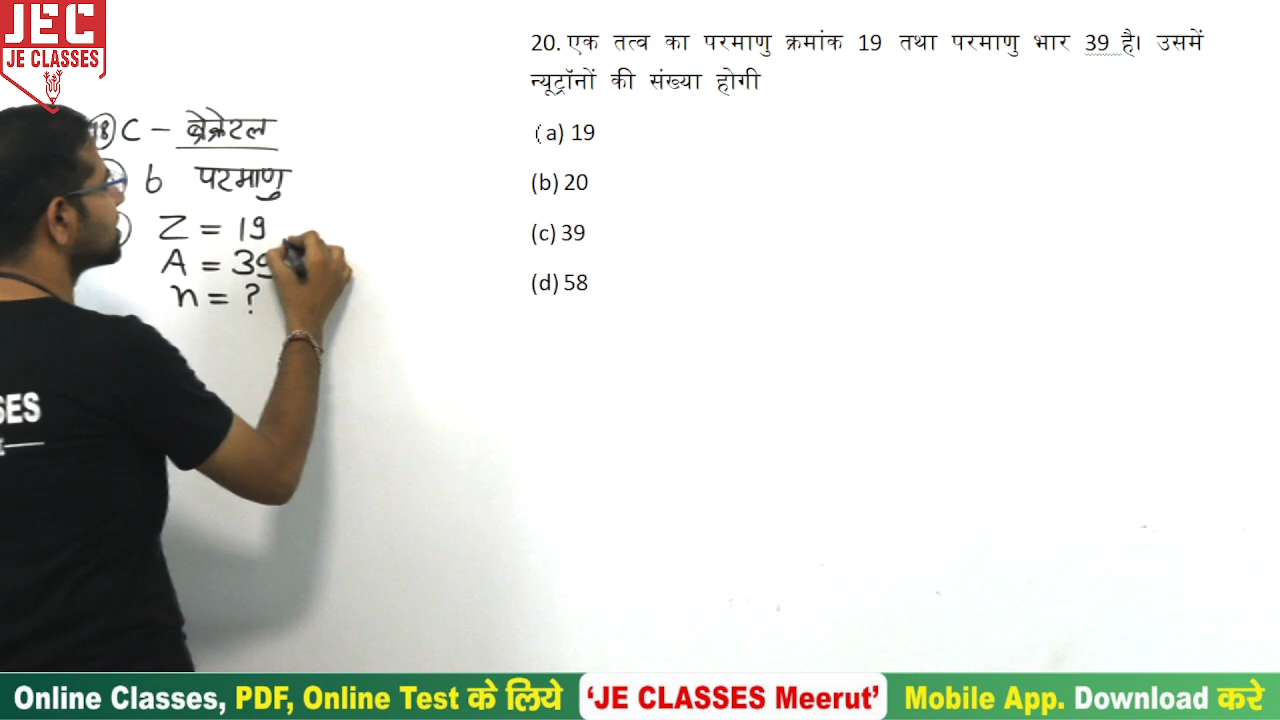 JEC
JE CLASSES
20. एक तत्व का परमाणु क्रमांक 19 तथा परमाणु भार 39 है। उसमें
न्यूट्रॉनों की संख्या होगी
(a) 19
(b) 20
(c) 39
(d) 58
18 C – ब्रेक्रेटल
b परमाणु
Z = 19
A = 39
n = ?
SES
Online Classes, PDF, Online Test के लिये 'JE CLASSES Meerut' Mobile App. Download करे